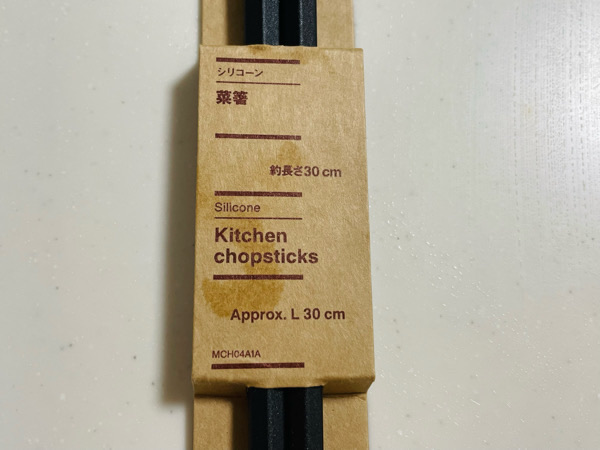 シリコーン
菜箸
約長さ30 cm
Silicone
Kitchen
chopsticks
Approx. L 30 cm
MCH04A1A